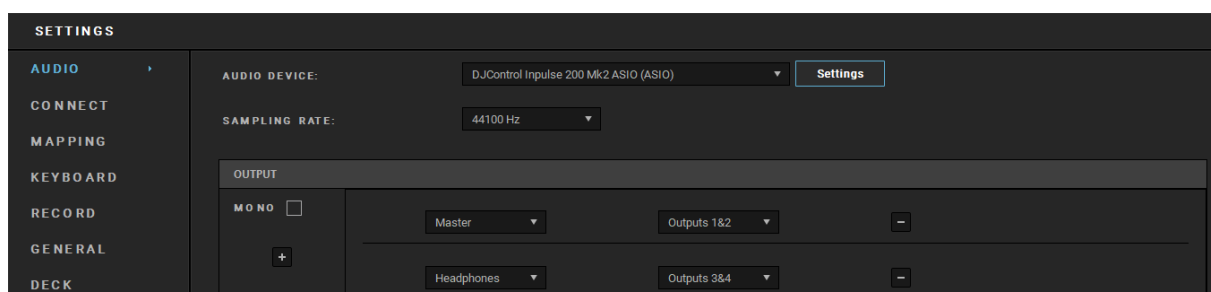 SETTINGS
AUDIO
AUDIO DEVICE:
DJControl Inpulse 200 Mk2 ASIO (ASIO)
Settings
CONNECT
SAMPLING RATE:
44100 Hz
MAPPING
KEYBOARD
OUTPUT
RECORD
MONO
Master
Outputs 1&2
−
GENERAL
+
DECK
Headphones
Outputs 3&4
−